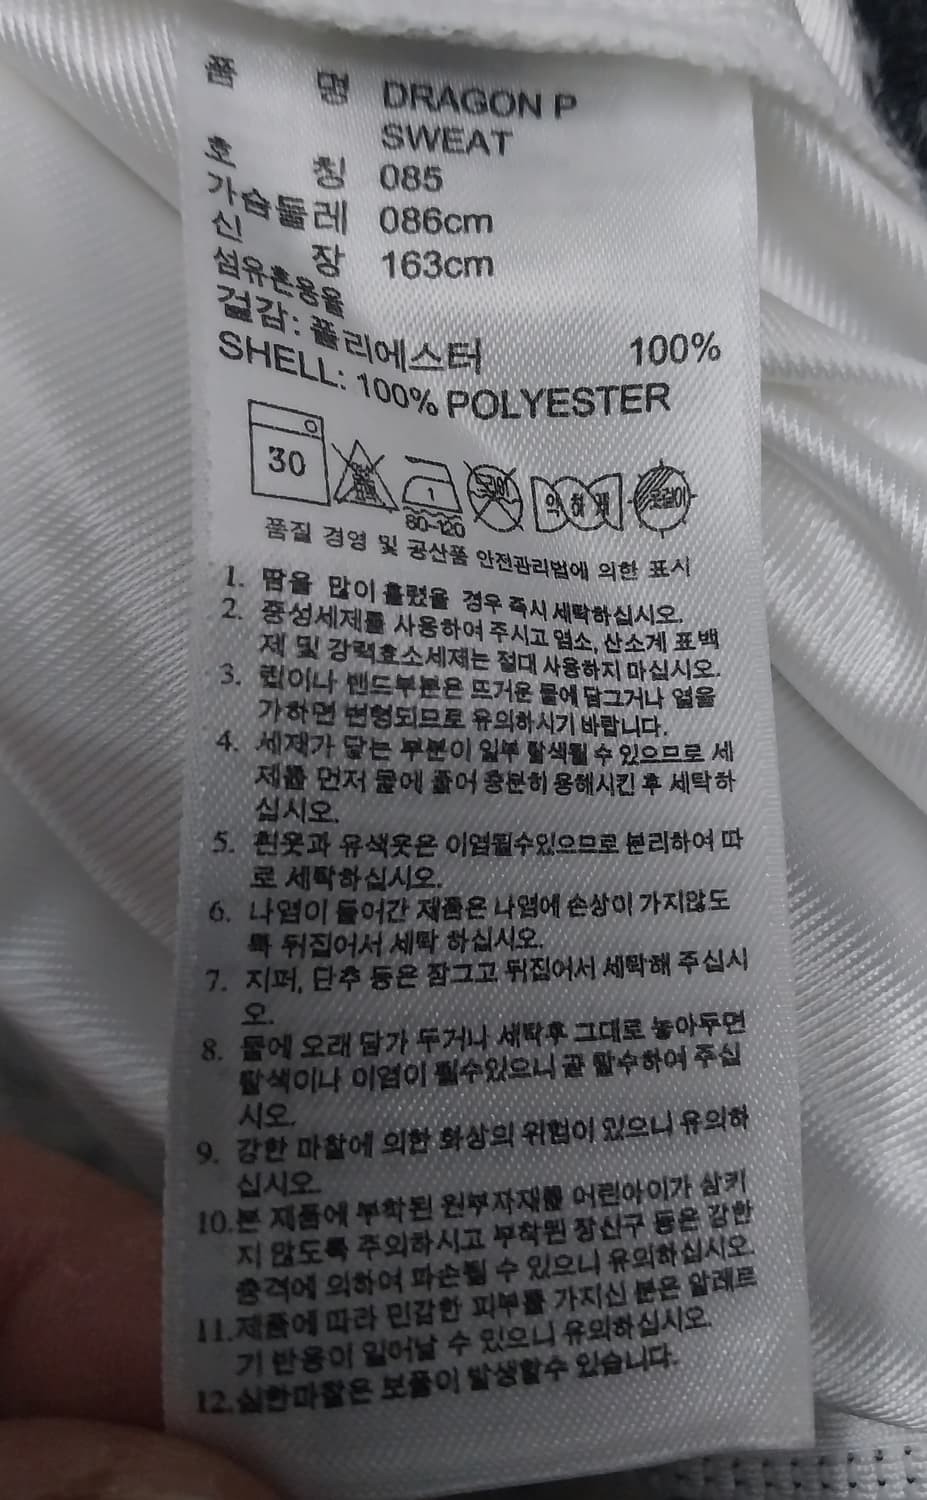 품 명 DRAGON P
SWEAT
호 칭 085
가슴둘레 086cm
신 장 163cm
섬유혼용율
겉감: 폴리에스터 100%
SHELL: 100% POLYESTER
30
1
80-120
드라이
약 하 게
옷걸이
품질 경영 및 공산품 안전관리법에 의한 표시
1. 땀을 많이 흘렸을 경우 즉시 세탁하십시오.
2. 중성세제를 사용하여 주시고 염소, 산소계 표백
제 및 강력효소세제는 절대 사용하지 마십시오.
3. 립이나 밴드부분은 뜨거운 물에 담그거나 열을
가하면 변형되므로 유의하시기 바랍니다.
4. 세재가 닿는 부분이 일부 탈색될 수 있으므로 세
제를 먼저 물에 풀어 충분히 용해시킨 후 세탁하
십시오.
5. 흰옷과 유색옷은 이염될수있으므로 분리하여 따
로 세탁하십시오.
6. 나염이 들어간 제품은 나염에 손상이 가지않도
록 뒤집어서 세탁 하십시오.
7. 지퍼, 단추 등은 잠그고 뒤집어서 세탁해 주십시
오.
8. 물에 오래 담가 두거나 세탁후 그대로 놓아두면
탈색이나 이염이 될수있으니 곧 탈수하여 주십
시오.
9. 강한 마찰에 의한 화상의 위험이 있으니 유의하
십시오.
10.본 제품에 부착된 원부자재를 어린아이가 삼키
지 않도록 주의하시고 부착된 장신구 등은 강한
충격에 의하여 파손될 수 있으니 유의하십시오.
11.제품에 따라 민감한 피부를 가지신 분은 알레르
기 반응이 일어날 수 있으니 유의하십시오.
12.심한마찰은 보풀이 발생할수 있습니다.